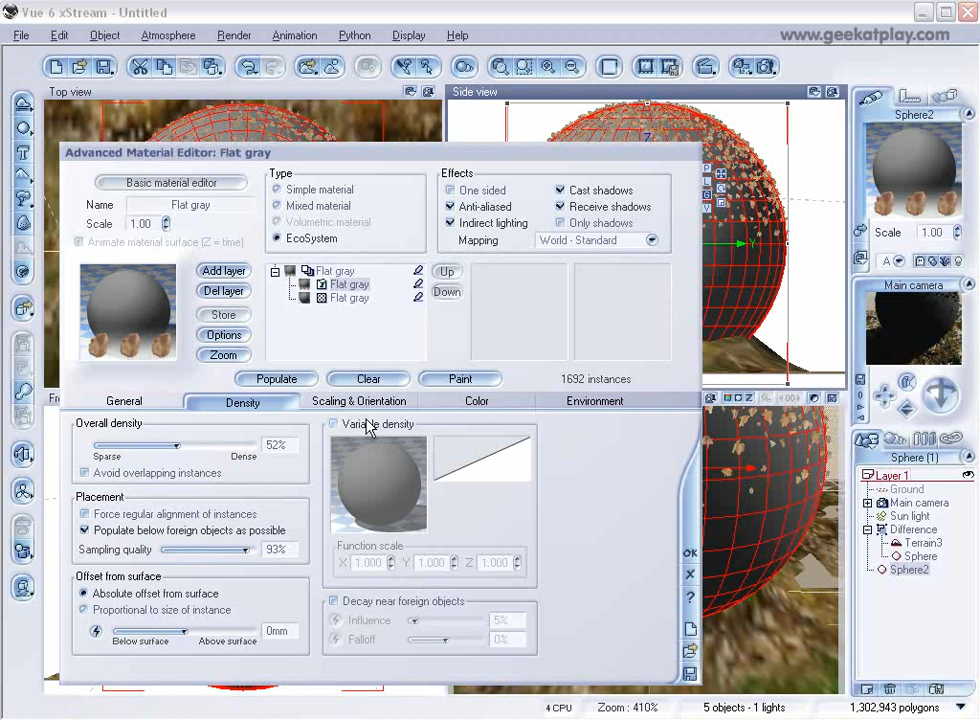 Vue 6 xStream - Untitled
File Edit Object Atmosphere Render Animation Python Display Help
www.geekatplay.com
Top view
Side view
Advanced Material Editor: Flat gray
Basic material editor
Name Flat gray
Scale 1.00
Animate material surface (Z = time)
Type
Simple material
Mixed material
Volumetric material
EcoSystem
Effects
One sided
Cast shadows
Anti-aliased
Receive shadows
Indirect lighting
Only shadows
Mapping World - Standard
Add layer
Del layer
Store
Options
Zoom
Flat gray
Flat gray
Flat gray
Up
Down
Populate Clear Paint 1692 instances
General Density Scaling & Orientation Color Environment
Overall density
52%
Sparse Dense
Avoid overlapping instances
Placement
Force regular alignment of instances
Populate below foreign objects as possible
Sampling quality 93%
Offset from surface
Absolute offset from surface
Proportional to size of instance
0mm
Below surface Above surface
Variable density
Function scale
X 1.000 Y 1.000 Z 1.000
Decay near foreign objects
Influence 5%
Falloff 0%
OK
Z
Y
Sphere2
Scale 1.00
A
Main camera
Sphere (1)
Layer 1
Ground
Main camera
Sun light
Difference
Terrain3
Sphere
Sphere2
4 CPU Zoom : 410% 5 objects - 1 lights 1,302,943 polygons